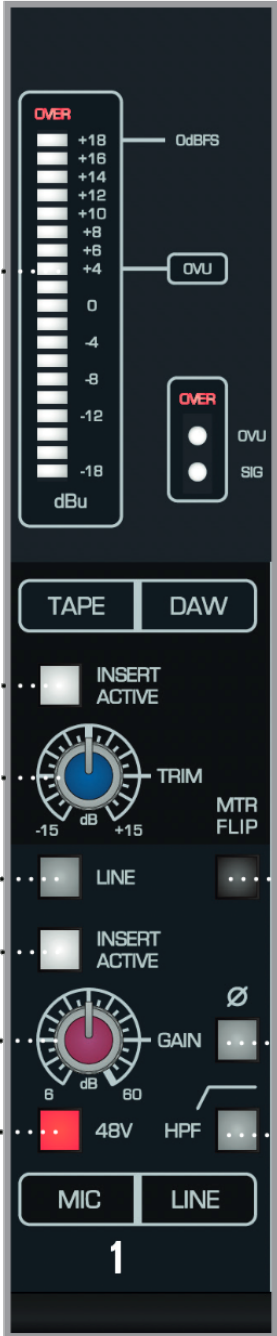 OVER
+18 0dBFS
+16
+14
+12
+10
+8
+6
+4 0VU
0
-4
-8
OVER
-12
0VU
SIG
-18
dBu
TAPE DAW
INSERT
ACTIVE
TRIM
-15 dB +15
MTR
FLIP
LINE
INSERT
ACTIVE
Ø
GAIN
6 dB 60
48V HPF
MIC LINE
1